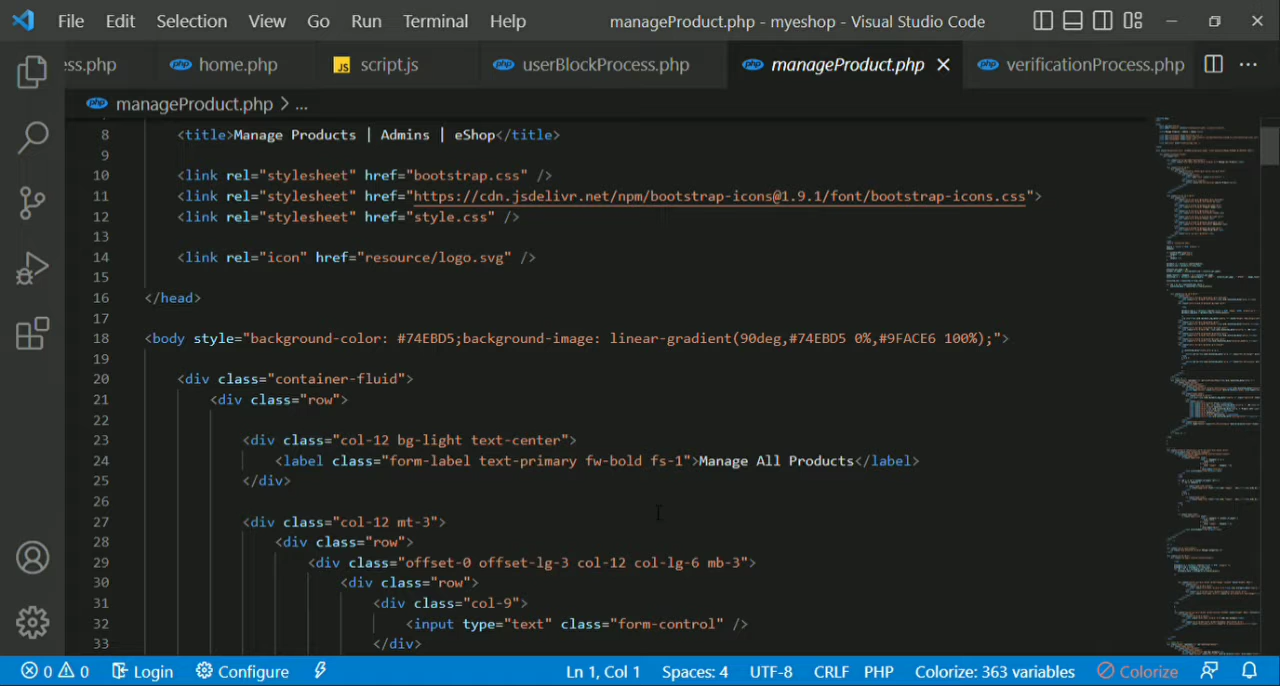 File Edit Selection View Go Run Terminal Help manageProduct.php - myeshop - Visual Studio Code
ess.php home.php JS script.js userBlockProcess.php manageProduct.php verificationProcess.php
php manageProduct.php > ...
8 <title>Manage Products | Admins | eShop</title>
9
10 <link rel="stylesheet" href="bootstrap.css" />
11 <link rel="stylesheet" href="https://cdn.jsdelivr.net/npm/bootstrap-icons@1.9.1/font/bootstrap-icons.css">
12 <link rel="stylesheet" href="style.css" />
13
14 <link rel="icon" href="resource/logo.svg" />
15
16 </head>
17
18 <body style="background-color: #74EBD5;background-image: linear-gradient(90deg,#74EBD5 0%,#9FACE6 100%);">
19
20 <div class="container-fluid">
21 <div class="row">
22
23 <div class="col-12 bg-light text-center">
24 <label class="form-label text-primary fw-bold fs-1">Manage All Products</label>
25 </div>
26
27 <div class="col-12 mt-3">
28 <div class="row">
29 <div class="offset-0 offset-lg-3 col-12 col-lg-6 mb-3">
30 <div class="row">
31 <div class="col-9">
32 <input type="text" class="form-control" />
33 </div>
0 0 Login Configure Ln 1, Col 1 Spaces: 4 UTF-8 CRLF PHP Colorize: 363 variables Colorize